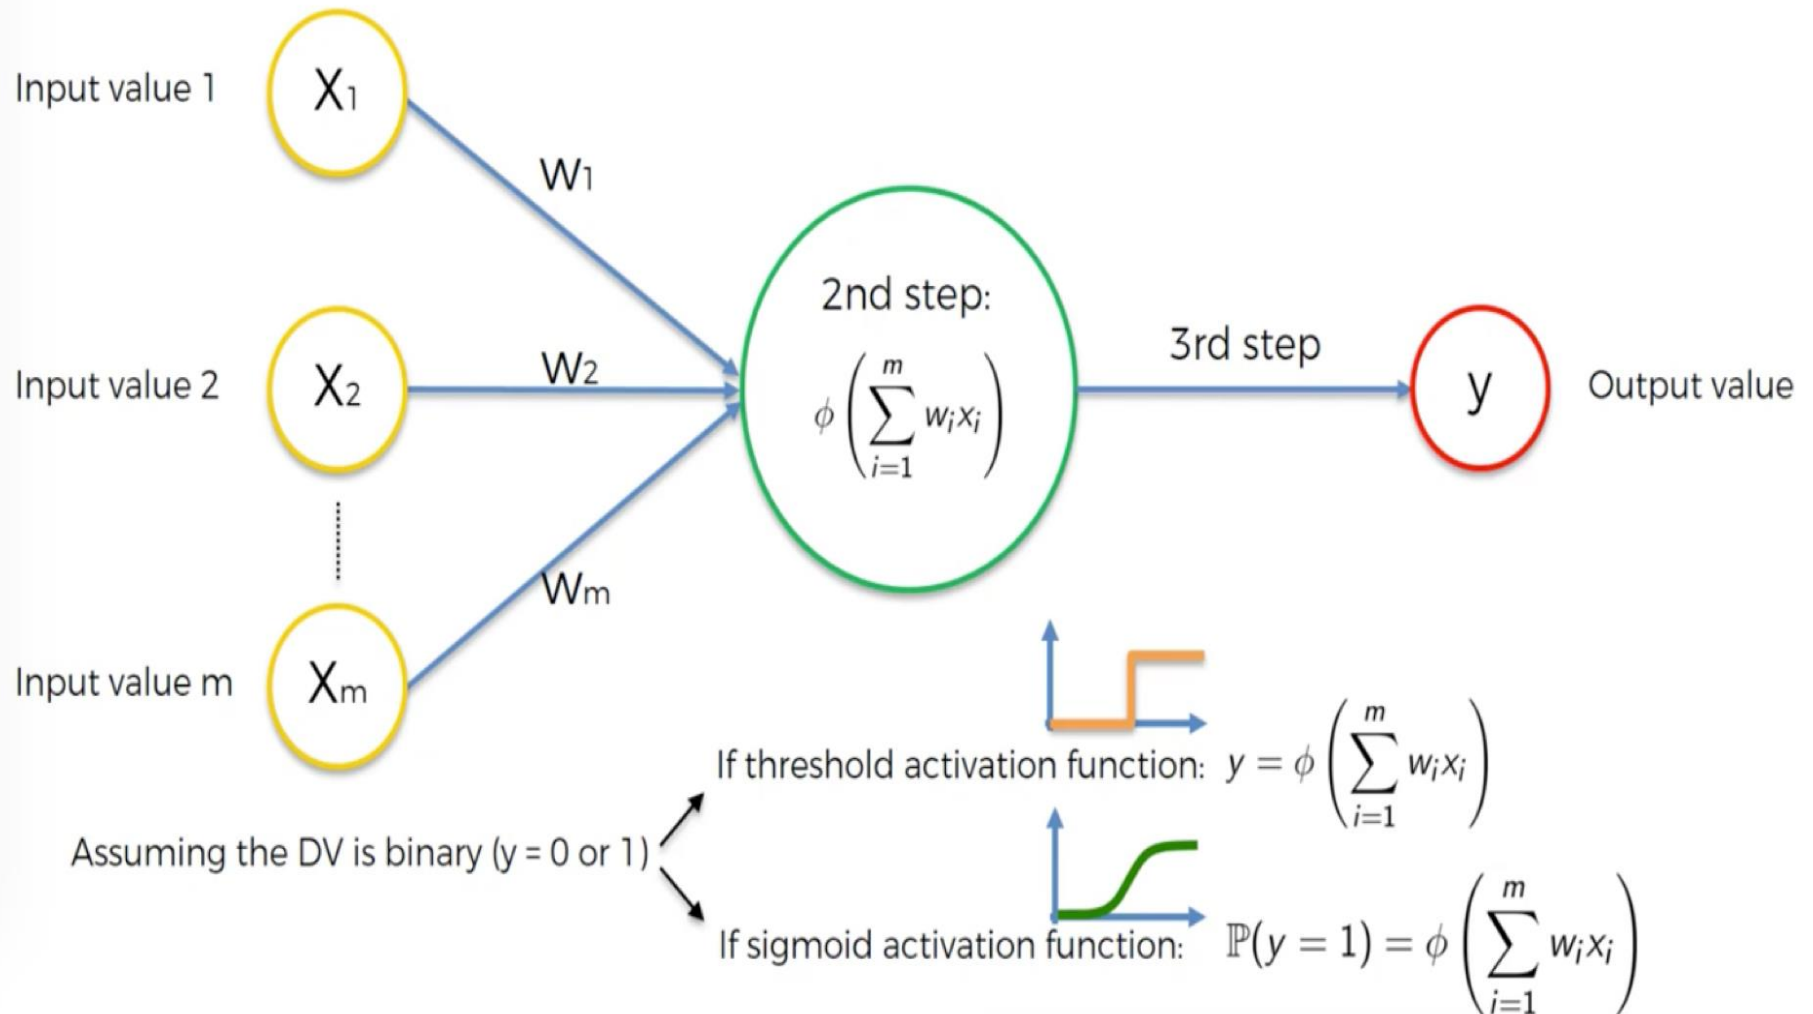 Input value 1
X1
W1
Input value 2
X2
W2
2nd step:
ϕ(∑_{i=1}^{m} w_i x_i)
3rd step
y
Output value
Wm
Input value m
Xm
If threshold activation function: y = ϕ(∑_{i=1}^{m} w_i x_i)
Assuming the DV is binary (y = 0 or 1)
If sigmoid activation function: ℙ(y = 1) = ϕ(∑_{i=1}^{m} w_i x_i)